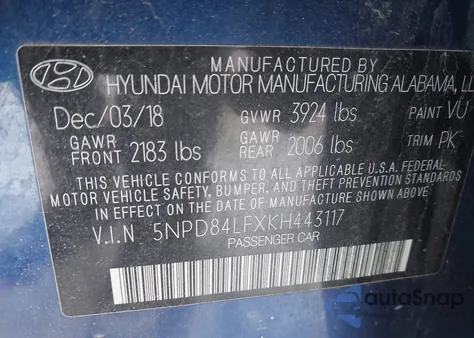 MANUFACTURED BY
HYUNDAI MOTOR MANUFACTURING ALABAMA, LL
Dec/03/18 GVWR 3924 lbs PAINT VU
GAWR FRONT 2183 lbs GAWR REAR 2006 lbs TRIM PK
THIS VEHICLE CONFORMS TO ALL APPLICABLE U.S.A. FEDERAL
MOTOR VEHICLE SAFETY, BUMPER, AND THEFT PREVENTION STANDARDS
IN EFFECT ON THE DATE OF MANUFACTURE SHOWN ABOVE.
V.I.N 5NPD84LFXKH443117
PASSENGER CAR
autoSnap